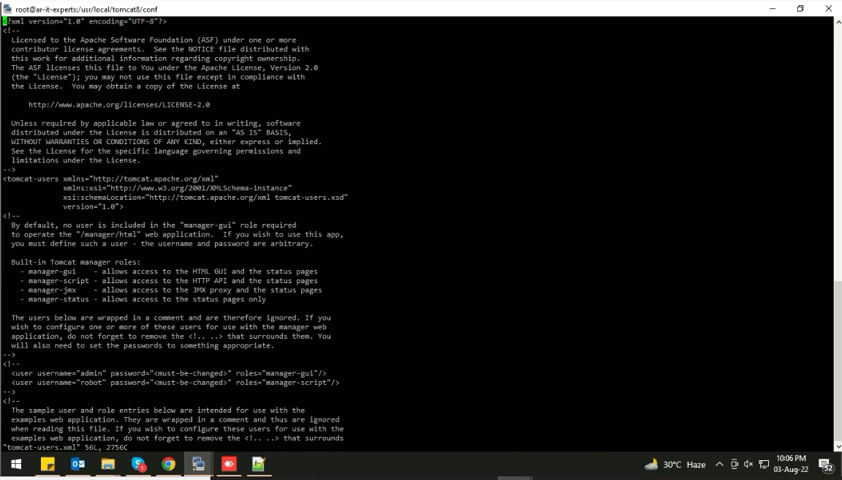 root@ar-it-experts:/usr/local/tomcat8/conf
<?xml version="1.0" encoding="UTF-8"?>
<!--
Licensed to the Apache Software Foundation (ASF) under one or more
contributor license agreements. See the NOTICE file distributed with
this work for additional information regarding copyright ownership.
The ASF licenses this file to You under the Apache License, Version 2.0
(the "License"); you may not use this file except in compliance with
the License. You may obtain a copy of the License at
http://www.apache.org/licenses/LICENSE-2.0
Unless required by applicable law or agreed to in writing, software
distributed under the License is distributed on an "AS IS" BASIS,
WITHOUT WARRANTIES OR CONDITIONS OF ANY KIND, either express or implied.
See the License for the specific language governing permissions and
limitations under the License.
-->
<tomcat-users xmlns="http://tomcat.apache.org/xml"
xmlns:xsi="http://www.w3.org/2001/XMLSchema-instance"
xsi:schemaLocation="http://tomcat.apache.org/xml tomcat-users.xsd"
version="1.0">
<!--
By default, no user is included in the "manager-gui" role required
to operate the "/manager/html" web application. If you wish to use this app,
you must define such a user - the username and password are arbitrary.
Built-in Tomcat manager roles:
- manager-gui - allows access to the HTML GUI and the status pages
- manager-script - allows access to the HTTP API and the status pages
- manager-jmx - allows access to the JMX proxy and the status pages
- manager-status - allows access to the status pages only
The users below are wrapped in a comment and are therefore ignored. If you
wish to configure one or more of these users for use with the manager web
application, do not forget to remove the <!.. ..> that surrounds them. You
will also need to set the passwords to something appropriate.
-->
<!--
<user username="admin" password="<must-be-changed>" roles="manager-gui"/>
<user username="robot" password="<must-be-changed>" roles="manager-script"/>
-->
<!--
The sample user and role entries below are intended for use with the
examples web application. They are wrapped in a comment and thus are ignored
when reading this file. If you wish to configure these users for use with the
examples web application, do not forget to remove the <!.. ..> that surrounds
"tomcat-users.xml" 56L, 2756C
30°C Haze
10:06 PM
03-Aug-22
52